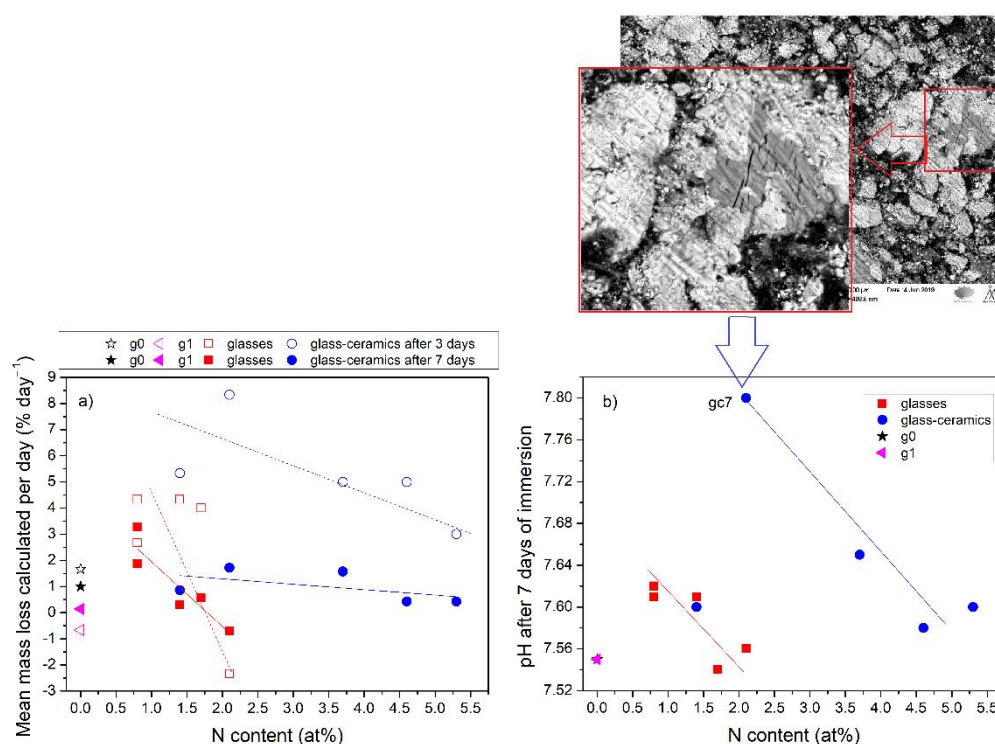 Date :4 Jun 2019
g0 g1 glasses glass-ceramics after 3 days
g0 g1 glasses glass-ceramics after 7 days
Mean mass loss calculated per day (% day⁻¹)
9
8
7
6
5
4
3
2
1
0
-1
-2
-3
a)
0.0 0.5 1.0 1.5 2.0 2.5 3.0 3.5 4.0 4.5 5.0 5.5
N content (at%)
pH after 7 days of immersion
7.80
7.76
7.72
7.68
7.64
7.60
7.56
7.52
b)
gc7
glasses
glass-ceramics
g0
g1
0.0 0.5 1.0 1.5 2.0 2.5 3.0 3.5 4.0 4.5 5.0 5.5
N content (at%)